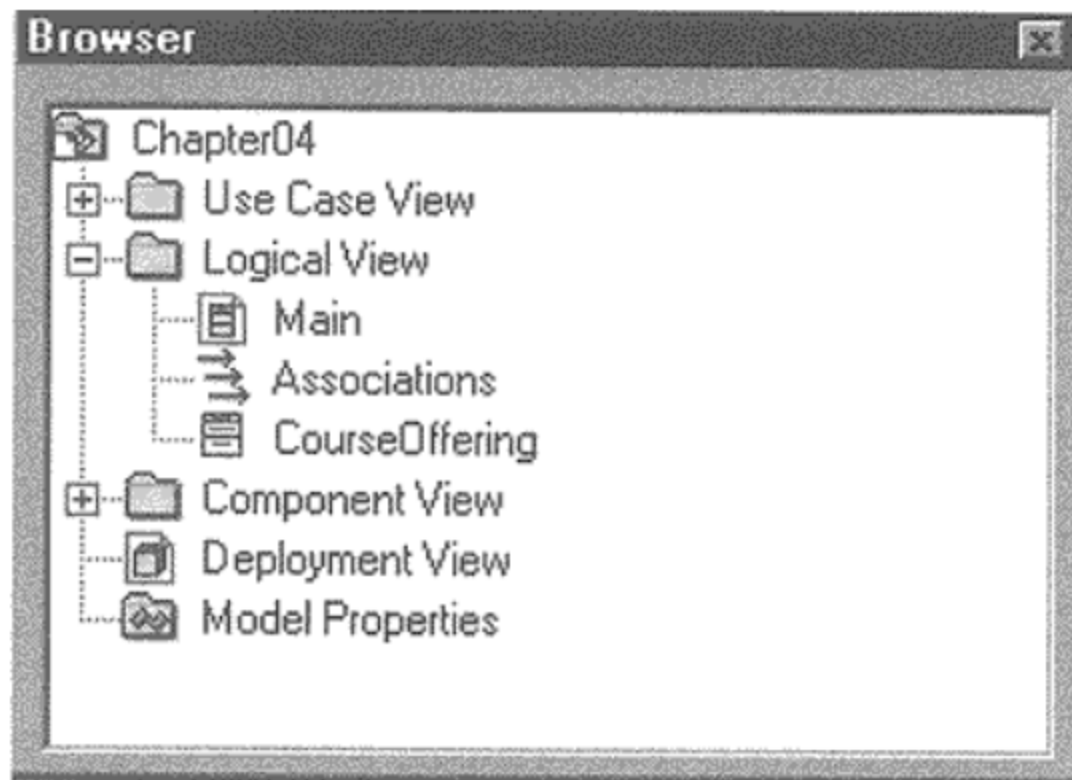 Browser
Chapter04
Use Case View
Logical View
Main
Associations
CourseOffering
Component View
Deployment View
Model Properties